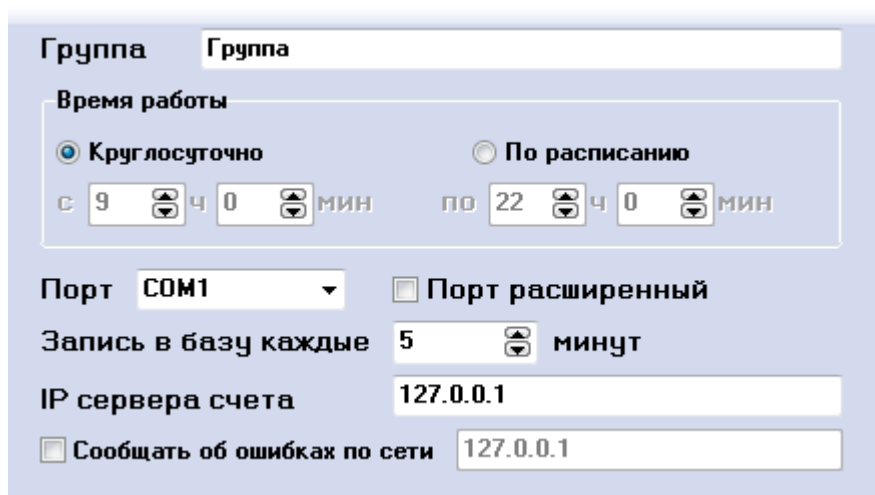 Группа Группа
Время работы
Круглосуточно По расписанию
с 9 ч 0 мин по 22 ч 0 мин
Порт COM1 Порт расширенный
Запись в базу каждые 5 минут
IP сервера счета 127.0.0.1
Сообщать об ошибках по сети 127.0.0.1